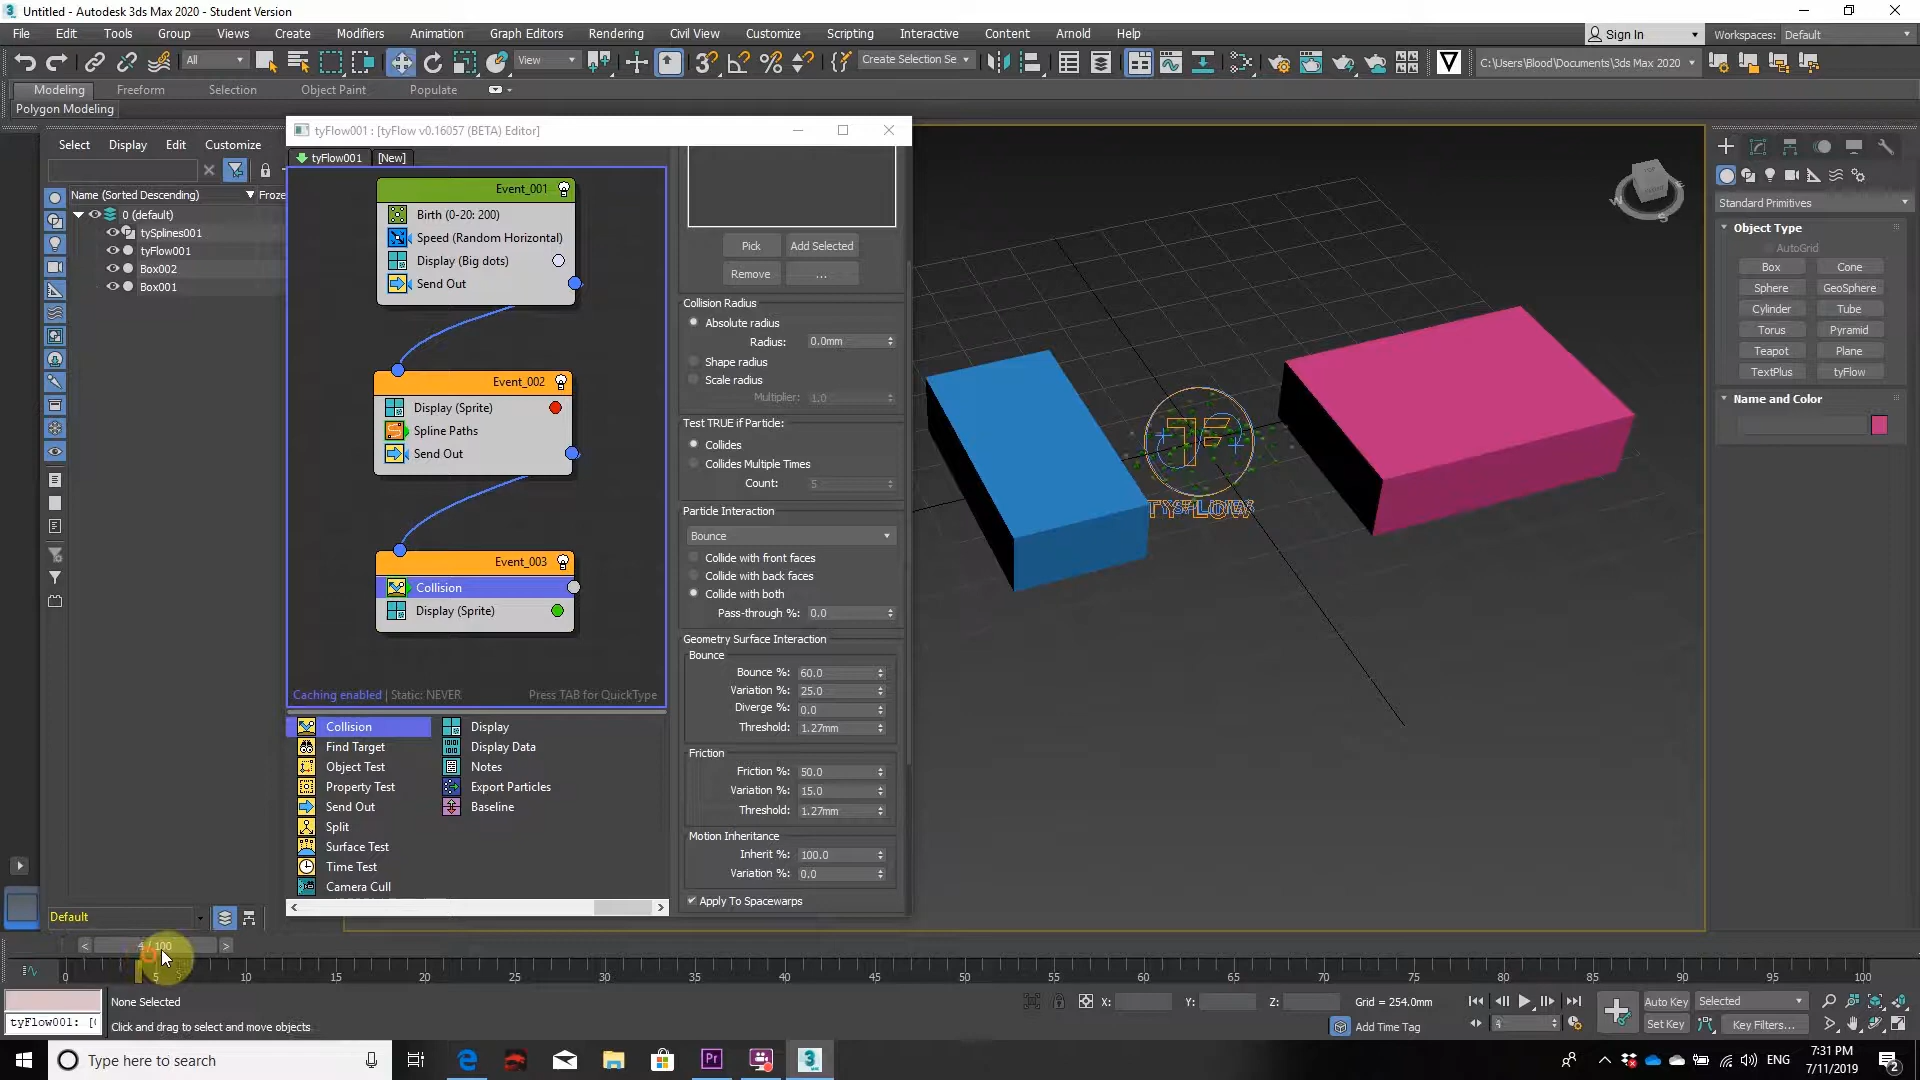 Untitled - Autodesk 3ds Max 2020 - Student Version
File Edit Tools Group Views Create Modifiers Animation Graph Editors Rendering Civil View Customize Scripting Interactive Content Arnold Help
Sign In Workspaces: Default
All View Create Selection Se C:\Users\Blood\Documents\3ds Max 2020
Modeling Freeform Selection Object Paint Populate
Polygon Modeling
Select Display Edit Customize
Name (Sorted Descending) Froze
0 (default)
tySplines001
tyFlow001
Box002
Box001
tyFlow001 : [tyFlow v0.16057 (BETA) Editor]
tyFlow001 [New]
Event_001
Birth (0-20: 200)
Speed (Random Horizontal)
Display (Big dots)
Send Out
Event_002
Display (Sprite)
Spline Paths
Send Out
Event_003
Collision
Display (Sprite)
Caching enabled | Static: NEVER Press TAB for QuickType
Collision Display
Find Target Display Data
Object Test Notes
Property Test Export Particles
Send Out Baseline
Split
Surface Test
Time Test
Camera Cull
Pick Add Selected
Remove ...
Collision Radius
Absolute radius
Radius: 0.0mm
Shape radius
Scale radius
Multiplier: 1.0
Test TRUE if Particle:
Collides
Collides Multiple Times
Count: 5
Particle Interaction
Bounce
Collide with front faces
Collide with back faces
Collide with both
Pass-through %: 0.0
Geometry Surface Interaction
Bounce
Bounce %: 60.0
Variation %: 25.0
Diverge %: 0.0
Threshold: 1.27mm
Friction
Friction %: 50.0
Variation %: 15.0
Threshold: 1.27mm
Motion Inheritance
Inherit %: 100.0
Variation %: 0.0
Apply To Spacewarps
TF
W S
Standard Primitives
Object Type
AutoGrid
Box Cone
Sphere GeoSphere
Cylinder Tube
Torus Pyramid
Teapot Plane
TextPlus tyFlow
Name and Color
Default
< 4 / 100 >
0 5 10 15 20 25 30 35 40 45 50 55 60 65 70 75 80 85 90 95 100
None Selected
tyFlow001: [
Click and drag to select and move objects
X: Y: Z: Grid = 254.0mm
Add Time Tag
4
Auto Key Selected
Set Key Key Filters...
Type here to search
Pr
3
ENG
7:31 PM
7/11/2019
2